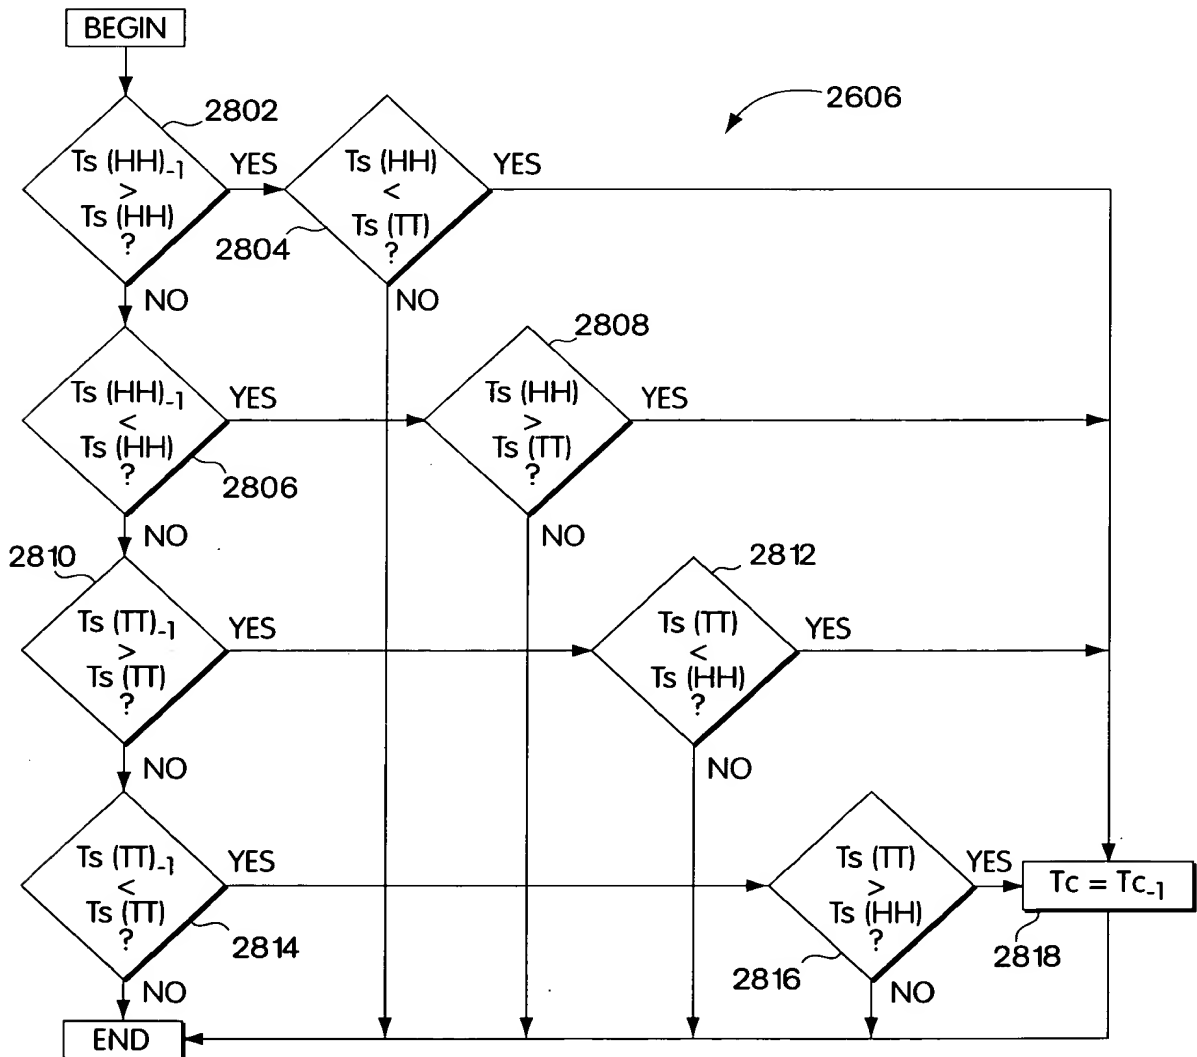 BEGIN
2802
2606
Ts (HH)-1
>
Ts (HH)
?
YES
NO
Ts (HH)
<
Ts (TT)
?
YES
2804
NO
2808
Ts (HH)-1
<
Ts (HH)
?
YES
2806
NO
Ts (HH)
>
Ts (TT)
?
YES
NO
2810
2812
Ts (TT)-1
>
Ts (TT)
?
YES
NO
Ts (TT)
<
Ts (HH)
?
YES
NO
Ts (TT)-1
<
Ts (TT)
?
YES
2814
NO
Ts (TT)
>
Ts (HH)
?
YES
2816
NO
Tc = Tc-1
2818
END